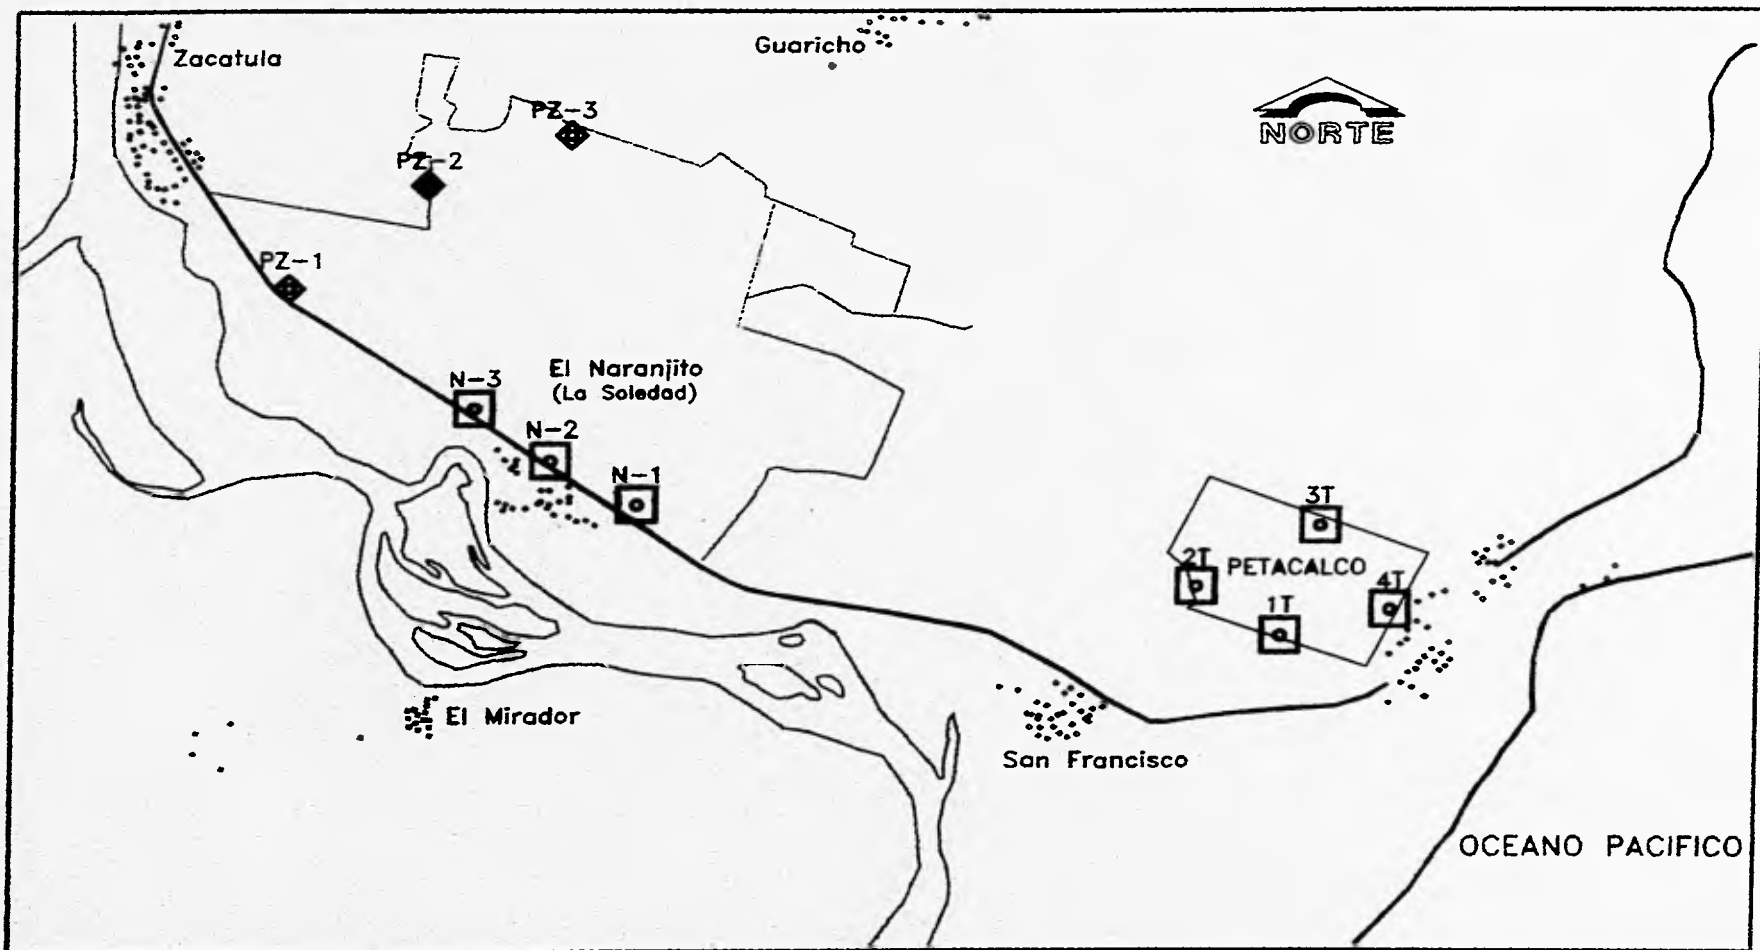 Zacatula
Guaricho
NORTE
PZ-3
PZ-2
PZ-1
El Naranjito
(La Soledad)
N-3
N-2
N-1
3T
2T
PETACALCO
4T
1T
El Mirador
San Francisco
OCEANO PACIFICO